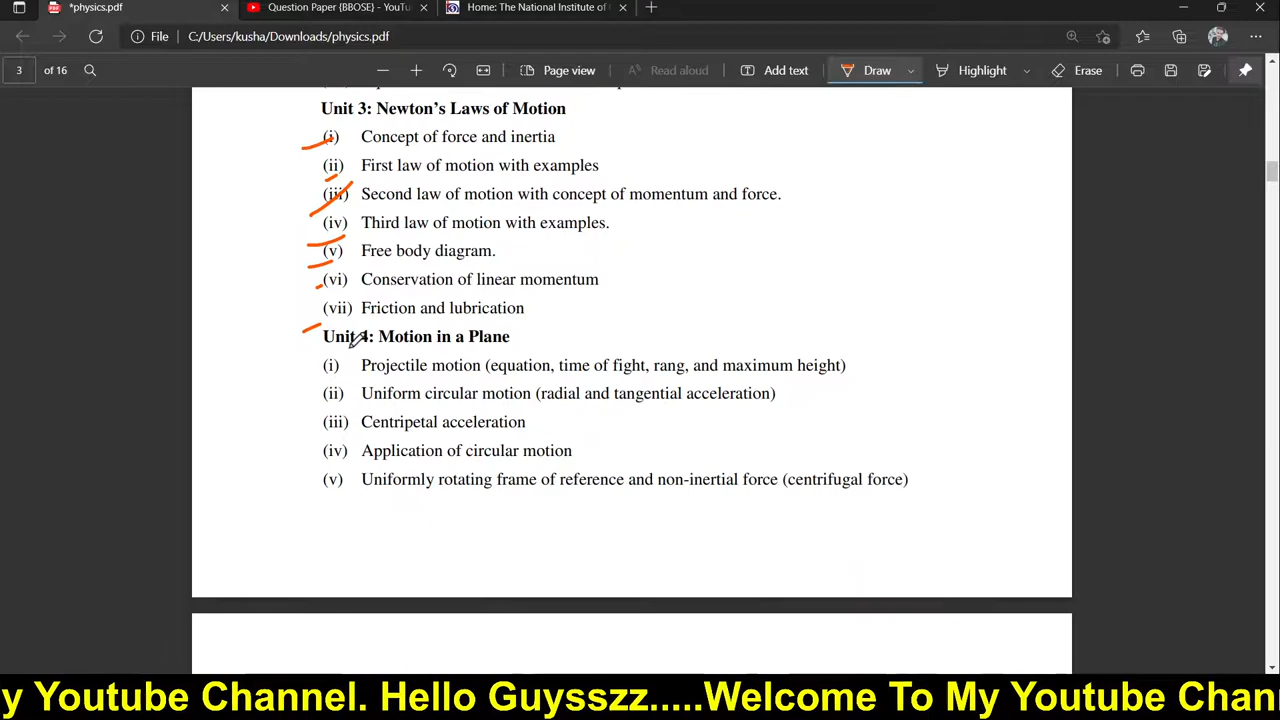 *physics.pdf
Question Paper {BBOSE} - YouTu
Home: The National Institute of
File
C:/Users/kusha/Downloads/physics.pdf
3 of 16
Page view
Read aloud
Add text
Draw
Highlight
Erase
Unit 3: Newton's Laws of Motion
(i) Concept of force and inertia
(ii) First law of motion with examples
(iii) Second law of motion with concept of momentum and force.
(iv) Third law of motion with examples.
(v) Free body diagram.
(vi) Conservation of linear momentum
(vii) Friction and lubrication
Unit 4: Motion in a Plane
(i) Projectile motion (equation, time of fight, rang, and maximum height)
(ii) Uniform circular motion (radial and tangential acceleration)
(iii) Centripetal acceleration
(iv) Application of circular motion
(v) Uniformly rotating frame of reference and non-inertial force (centrifugal force)
y Youtube Channel. Hello Guysszz.....Welcome To My Youtube Chan